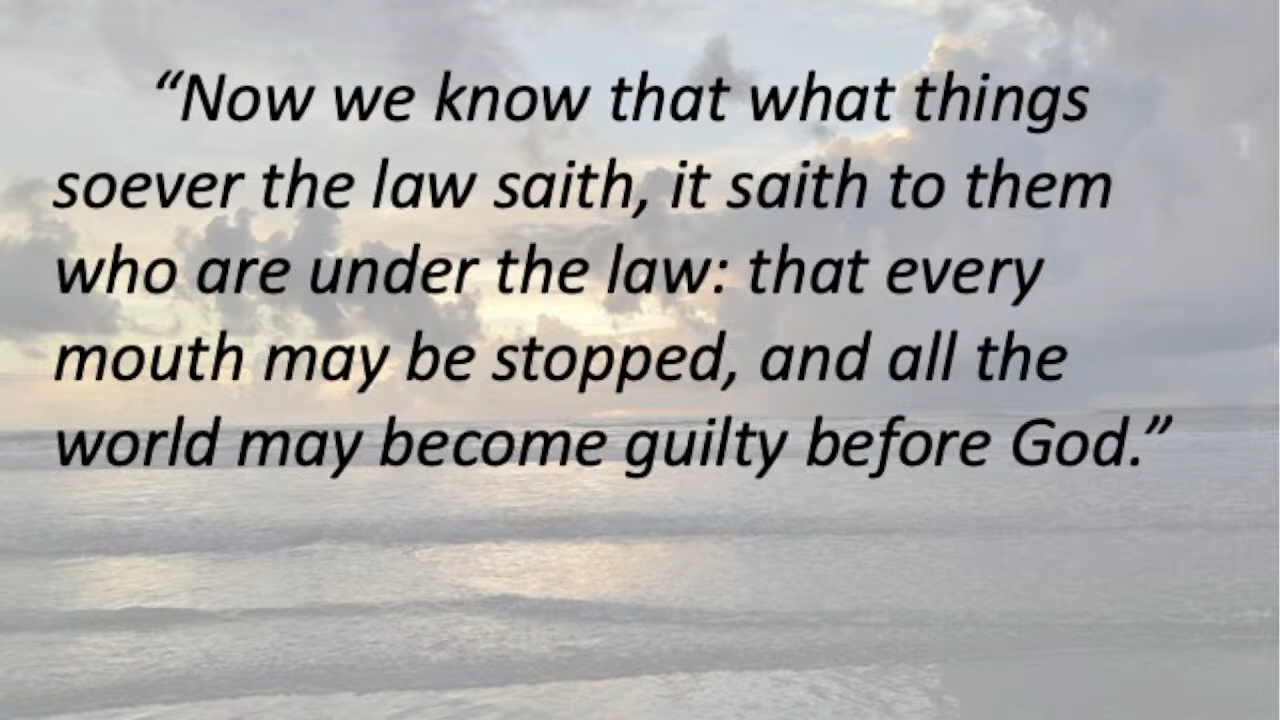 “Now we know that what things
soever the law saith, it saith to them
who are under the law: that every
mouth may be stopped, and all the
world may become guilty before God.”